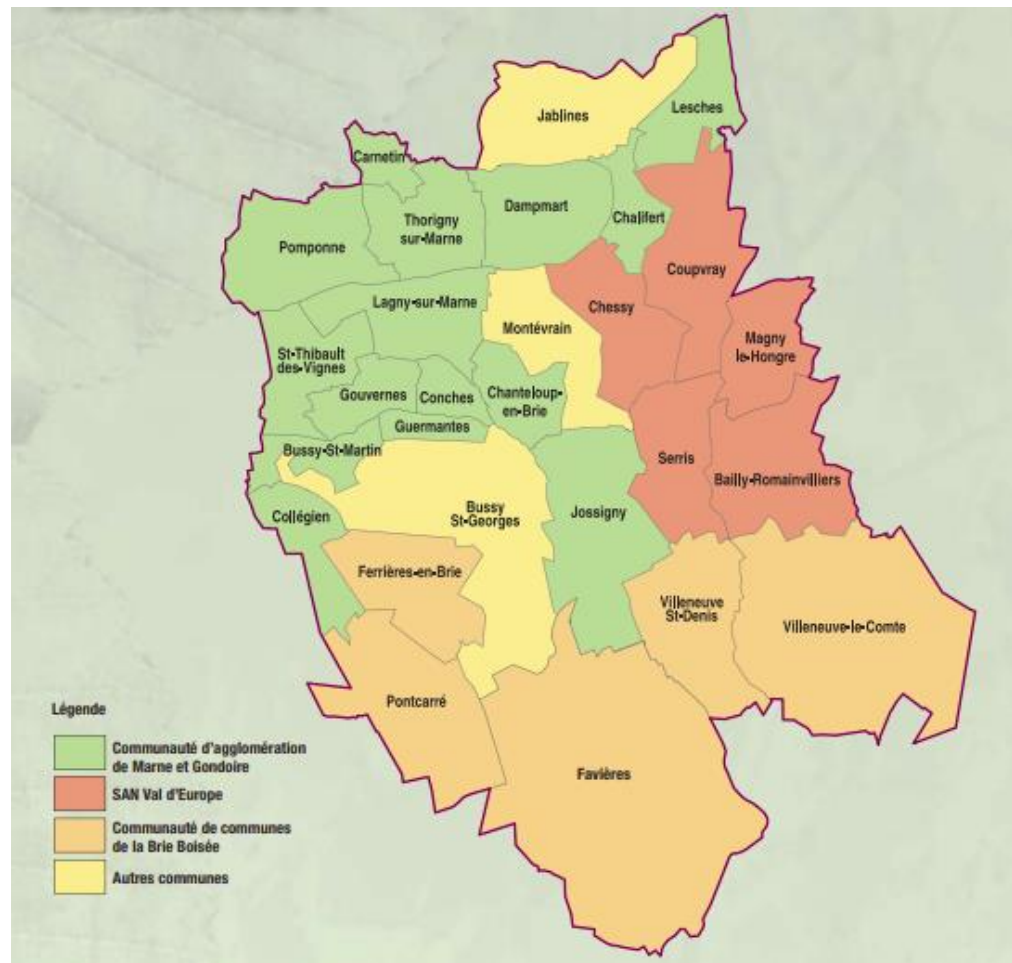 Jablines
Lesches
Carnetin
Dampmart
Chalifert
Thorigny
sur-Marne
Pomponne
Coupvray
Lagny-sur-Marne
Chessy
Montévrain
Magny
le-Hongre
St-Thibault
des-Vignes
Gouvernes
Conches
Chanteloup-
en-Brie
Guermantes
Bussy-St-Martin
Serris
Bailly-Romainvilliers
Collégien
Bussy
St-Georges
Jossigny
Ferrières-en-Brie
Villeneuve
St-Denis
Villeneuve-le-Comte
Pontcarré
Favières
Légende
Communauté d'agglomération
de Marne et Gondoire
SAN Val d'Europe
Communauté de communes
de la Brie Boisée
Autres communes